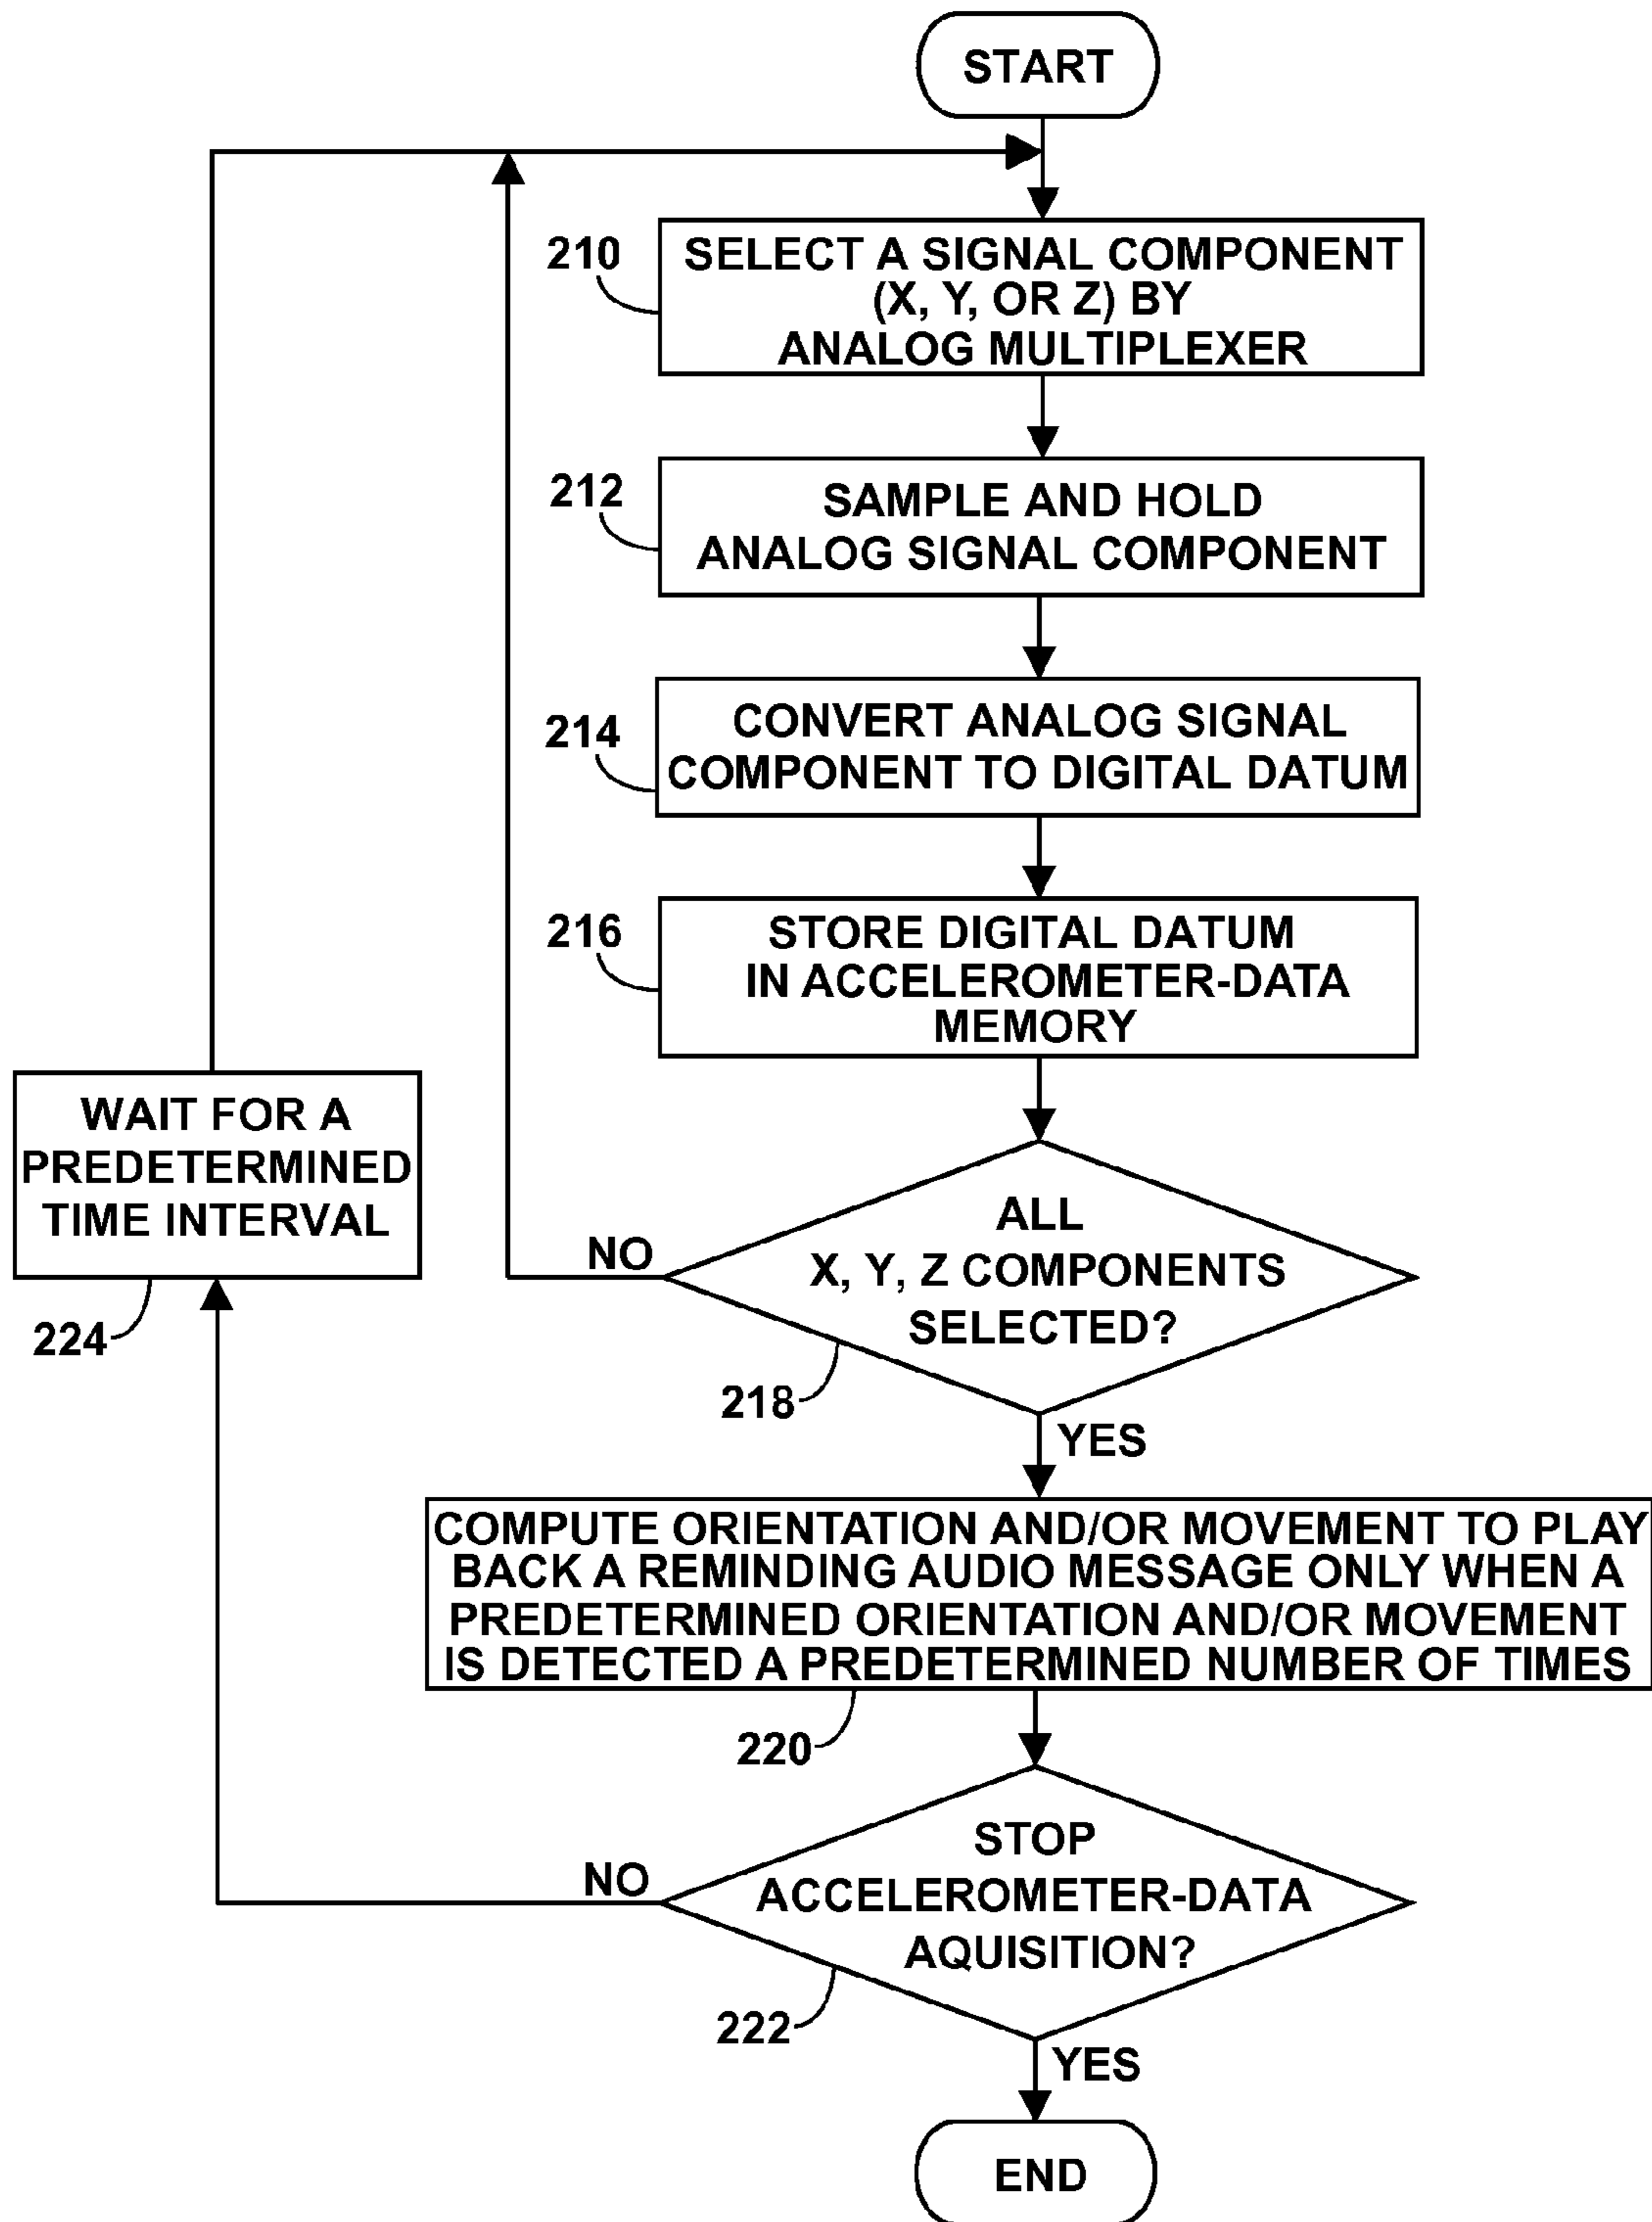 START
210
SELECT A SIGNAL COMPONENT
(X, Y, OR Z) BY
ANALOG MULTIPLEXER
212
SAMPLE AND HOLD
ANALOG SIGNAL COMPONENT
214
CONVERT ANALOG SIGNAL
COMPONENT TO DIGITAL DATUM
216
STORE DIGITAL DATUM
IN ACCELEROMETER-DATA
MEMORY
WAIT FOR A
PREDETERMINED
TIME INTERVAL
224
ALL
X, Y, Z COMPONENTS
SELECTED?
NO
218
YES
COMPUTE ORIENTATION AND/OR MOVEMENT TO PLAY
BACK A REMINDING AUDIO MESSAGE ONLY WHEN A
PREDETERMINED ORIENTATION AND/OR MOVEMENT
IS DETECTED A PREDETERMINED NUMBER OF TIMES
220
STOP
ACCELEROMETER-DATA
AQUISITION?
NO
222
YES
END